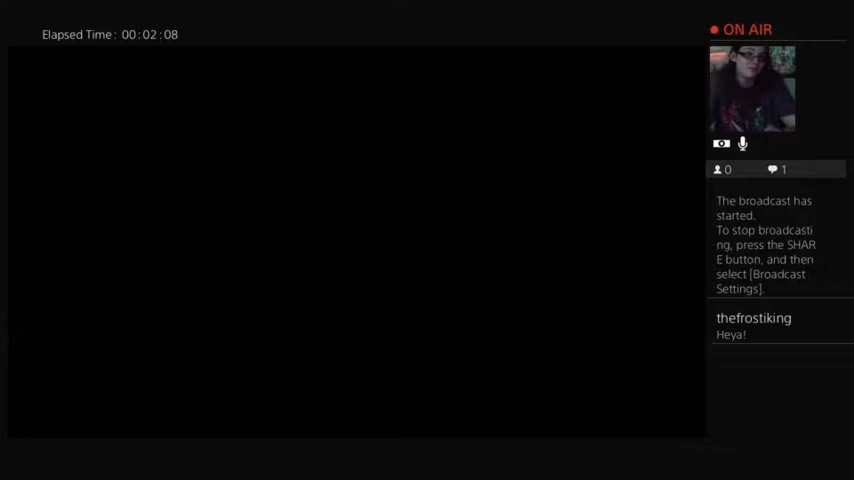 Elapsed Time: 00:02:08
ON AIR
0 1
The broadcast has
started.
To stop broadcasti
ng, press the SHAR
E button, and then
select [Broadcast
Settings].
thefrostiking
Heya!